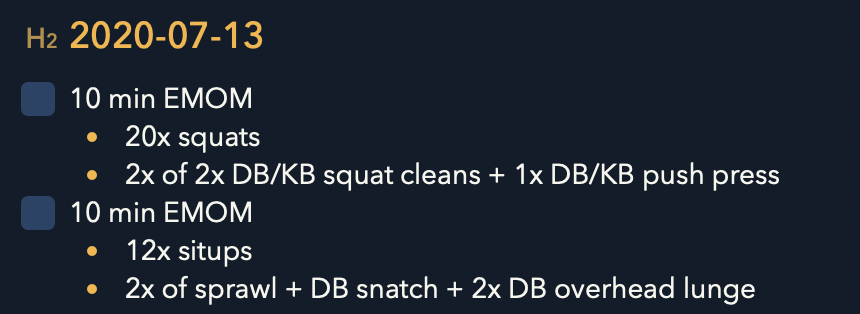 H2 2020-07-13
10 min EMOM
20x squats
2x of 2x DB/KB squat cleans + 1x DB/KB push press
10 min EMOM
12x situps
2x of sprawl + DB snatch + 2x DB overhead lunge